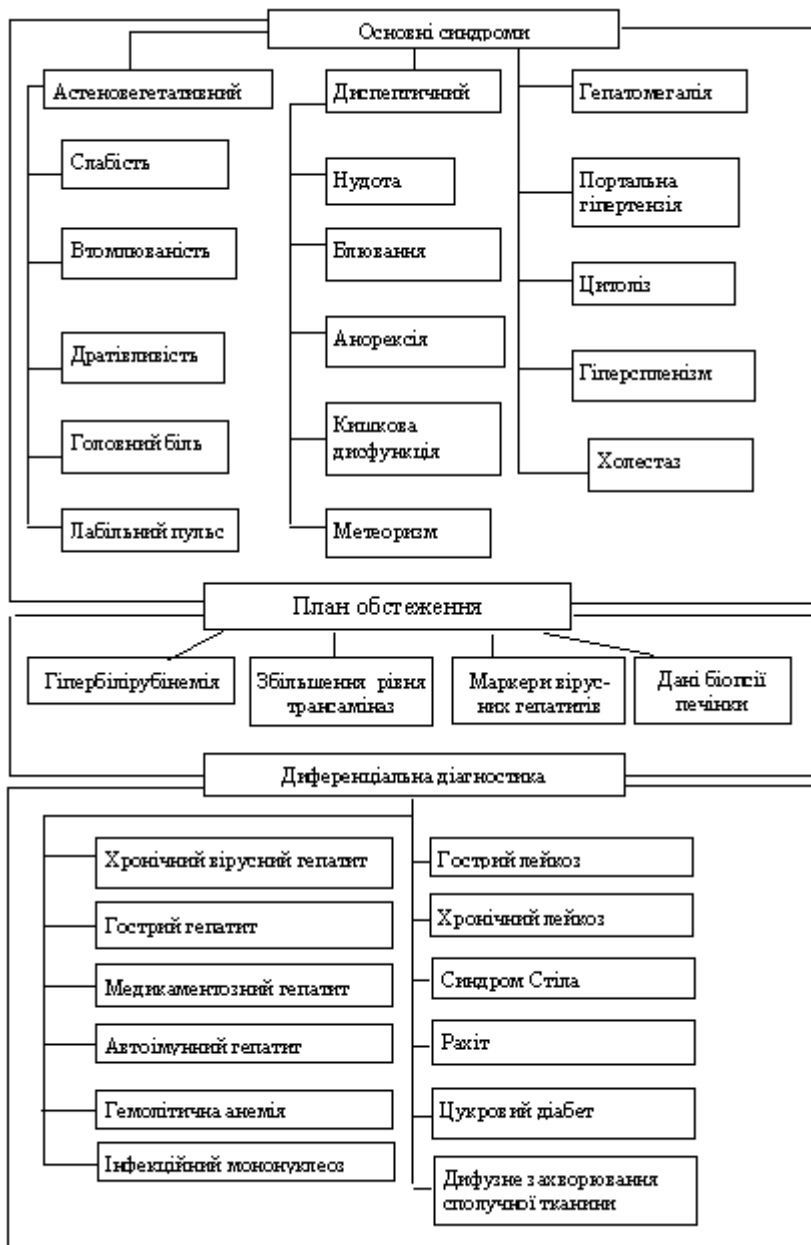 Основні синдроми
Астеновегетативний
Диспептичний
Гепатомегалія
Слабість
Нудота
Портальна
гіпертензія
Втомлюваність
Блювання
Цитоліз
Дратівливість
Анорексія
Гіперспленізм
Головний біль
Кишкова
дисфункція
Холестаз
Лабільний пульс
Метеоризм
План обстеження
Гіпербілірубінемія
Збільшення рівня
трансаміназ
Маркери вірус-
них гепатитів
Дані біопсії
печінки
Диференціальна діагностика
Хронічний вірусний гепатит
Гострий гепатит
Медикаментозний гепатит
Автоімунний гепатит
Гемолітична анемія
Інфекційний мононуклеоз
Гострий лейкоз
Хронічний лейкоз
Синдром Стіла
Рахіт
Цукровий діабет
Дифузне захворювання
сполучної тканини